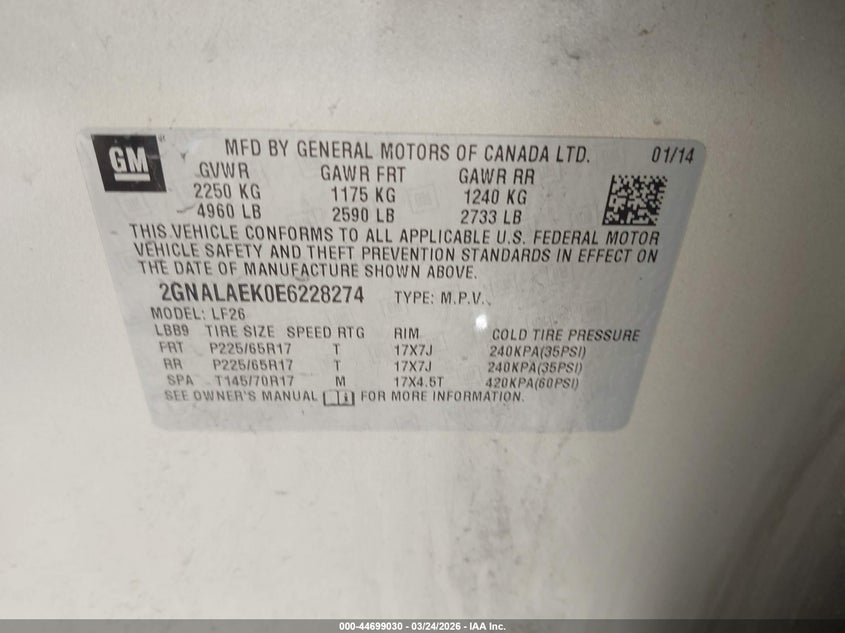 GM
MFD BY GENERAL MOTORS OF CANADA LTD. 01/14
GVWR GAWR FRT GAWR RR
2250 KG 1175 KG 1240 KG
4960 LB 2590 LB 2733 LB
THIS VEHICLE CONFORMS TO ALL APPLICABLE U.S. FEDERAL MOTOR
VEHICLE SAFETY AND THEFT PREVENTION STANDARDS IN EFFECT ON
THE DATE OF MANUFACTURE SHOWN ABOVE.
2GNALAEK0E6228274 TYPE: M.P.V.
MODEL: LF26
LBB9 TIRE SIZE SPEED RTG RIM COLD TIRE PRESSURE
FRT P225/65R17 T 17X7J 240KPA(35PSI)
RR P225/65R17 T 17X7J 240KPA(35PSI)
SPA T145/70R17 M 17X4.5T 420KPA(60PSI)
SEE OWNER'S MANUAL FOR MORE INFORMATION.
000-44699030 - 03/24/2026 - IAA Inc.